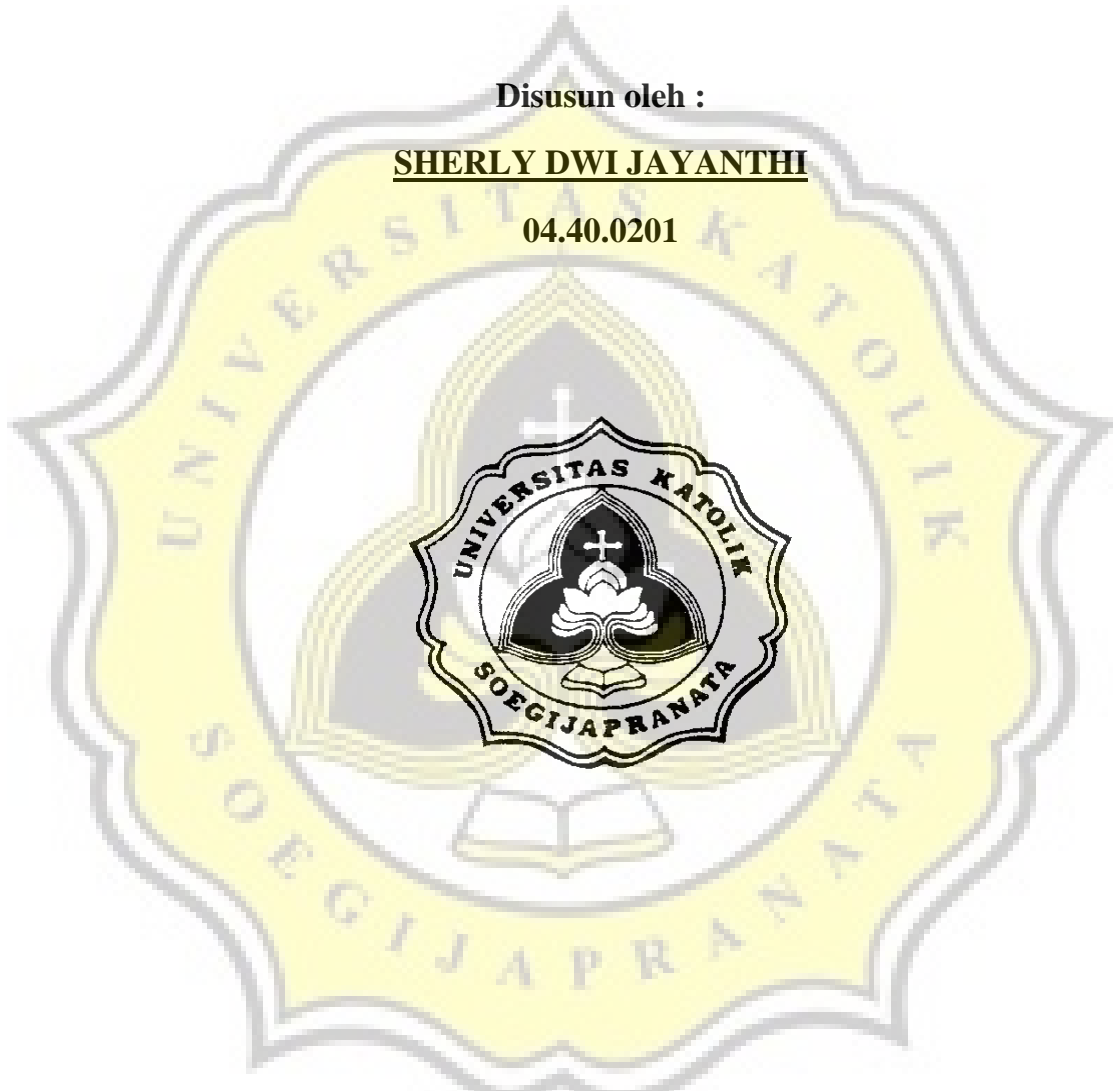 Disusun oleh :
SHERLY DWI JAYANTHI
04.40.0201
UNIVERSITAS KATOLIK
SOEGIJAPRANATA
UNIVERSITAS KATOLIK
SOEGIJAPRANATA